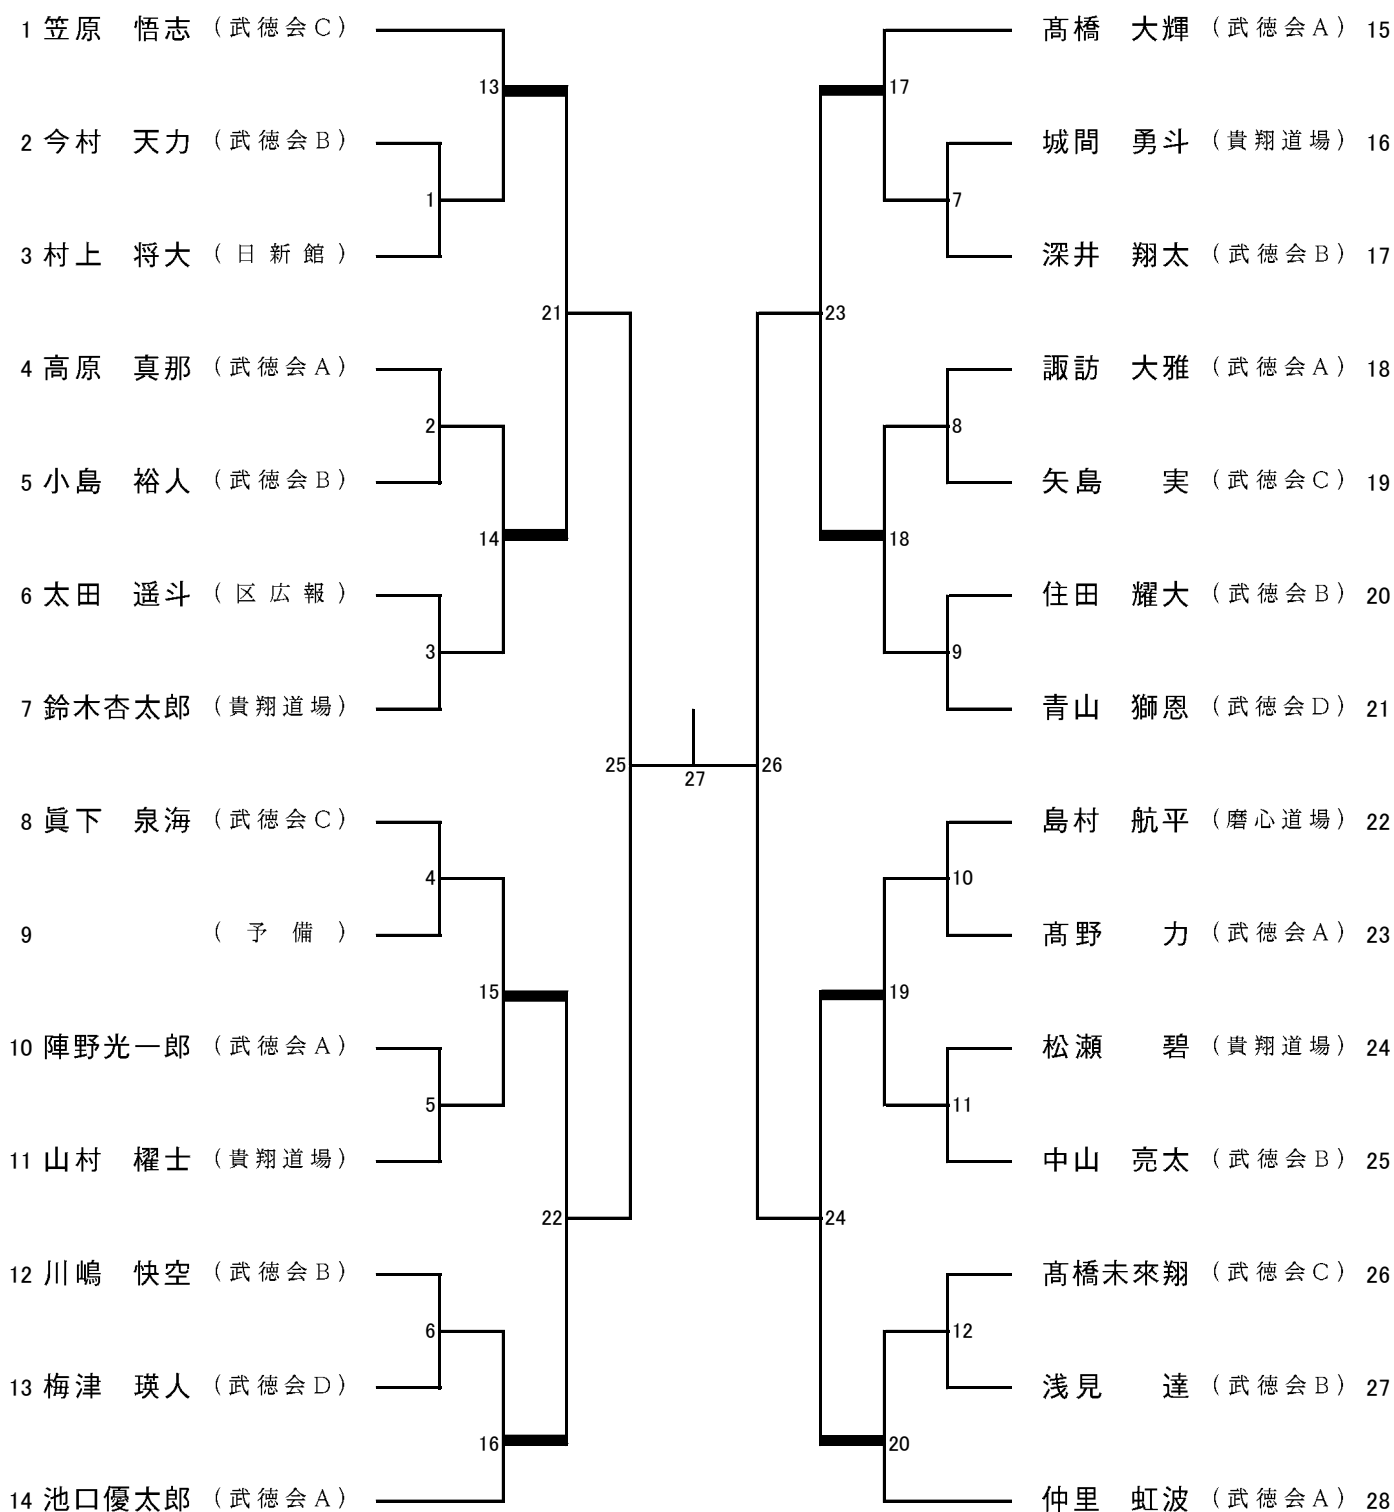 1 笠原 悟志 （武徳会C）
13
2 今村 天力 （武徳会B）
1
3 村上 将大 （日新館）
21
4 高原 真那 （武徳会A）
2
5 小島 裕人 （武徳会B）
14
6 太田 遥斗 （区広報）
3
7 鈴木杏太郎 （貴翔道場）
25
8 眞下 泉海 （武徳会C）
4
9 （予備）
15
10 陣野光一郎 （武徳会A）
5
11 山村 櫂士 （貴翔道場）
22
12 川嶋 快空 （武徳会B）
6
13 梅津 瑛人 （武徳会D）
16
14 池口優太郎 （武徳会A）
27
髙橋 大輝 （武徳会A） 15
17
城間 勇斗 （貴翔道場） 16
7
深井 翔太 （武徳会B） 17
23
諏訪 大雅 （武徳会A） 18
8
矢島 実 （武徳会C） 19
18
住田 耀大 （武徳会B） 20
9
青山 獅恩 （武徳会D） 21
26
島村 航平 （磨心道場） 22
10
髙野 力 （武徳会A） 23
19
松瀬 碧 （貴翔道場） 24
11
中山 亮太 （武徳会B） 25
24
髙橋未來翔 （武徳会C） 26
12
浅見 達 （武徳会B） 27
20
仲里 虹波 （武徳会A） 28